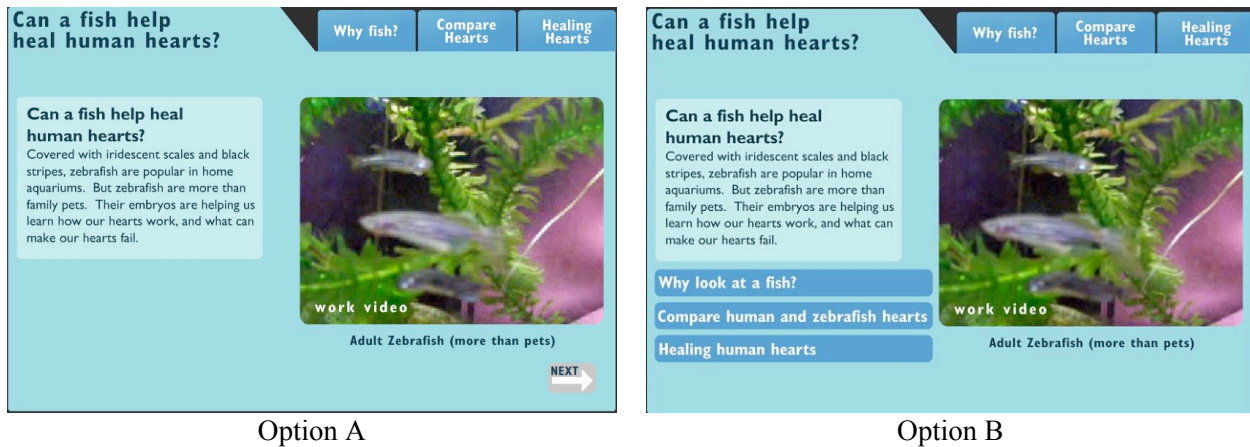 Can a fish help
heal human hearts?
Why fish?
Compare
Hearts
Healing
Hearts
Can a fish help heal
human hearts?
Covered with iridescent scales and black
stripes, zebrafish are popular in home
aquariums.  But zebrafish are more than
family pets.  Their embryos are helping us
learn how our hearts work, and what can
make our hearts fail.
work video
Adult Zebrafish (more than pets)
NEXT
Option A
Can a fish help
heal human hearts?
Why fish?
Compare
Hearts
Healing
Hearts
Can a fish help heal
human hearts?
Covered with iridescent scales and black
stripes, zebrafish are popular in home
aquariums.  But zebrafish are more than
family pets.  Their embryos are helping us
learn how our hearts work, and what can
make our hearts fail.
Why look at a fish?
Compare human and zebrafish hearts
Healing human hearts
work video
Adult Zebrafish (more than pets)
Option B